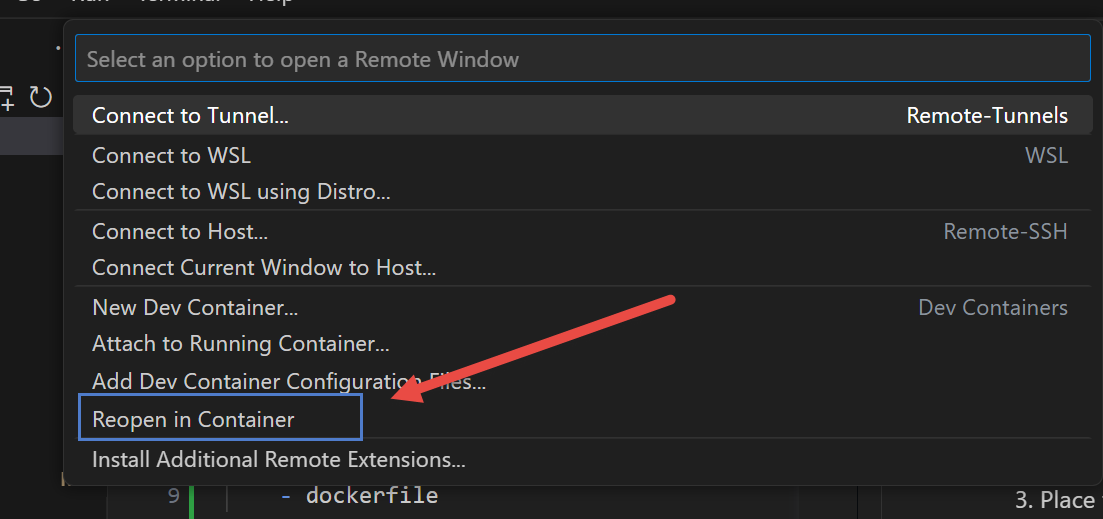 Select an option to open a Remote Window
Connect to Tunnel... Remote-Tunnels
Connect to WSL WSL
Connect to WSL using Distro...
Connect to Host... Remote-SSH
Connect Current Window to Host...
New Dev Container... Dev Containers
Attach to Running Container...
Add Dev Container Configuration Files...
Reopen in Container
Install Additional Remote Extensions...
9 - dockerfile 3. Place